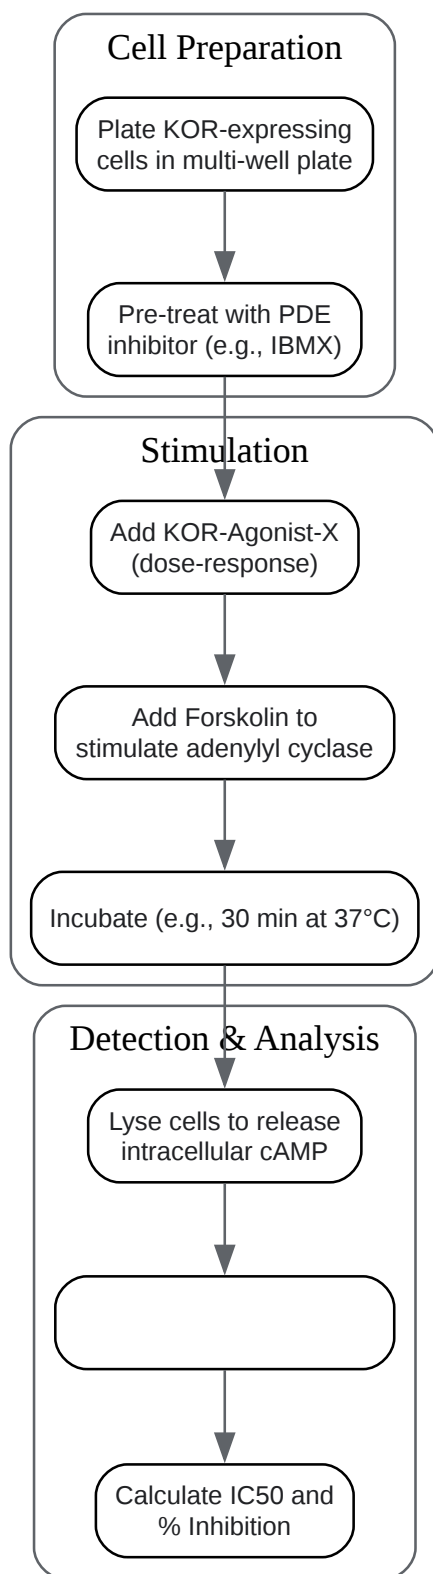 Cell Preparation
Plate KOR-expressing
cells in multi-well plate
Pre-treat with PDE
inhibitor (e.g., IBMX)
Stimulation
Add KOR-Agonist-X
(dose-response)
Add Forskolin to
stimulate adenylyl cyclase
Incubate (e.g., 30 min at 37°C)
Detection & Analysis
Lyse cells to release
intracellular cAMP
Calculate IC50 and
% Inhibition